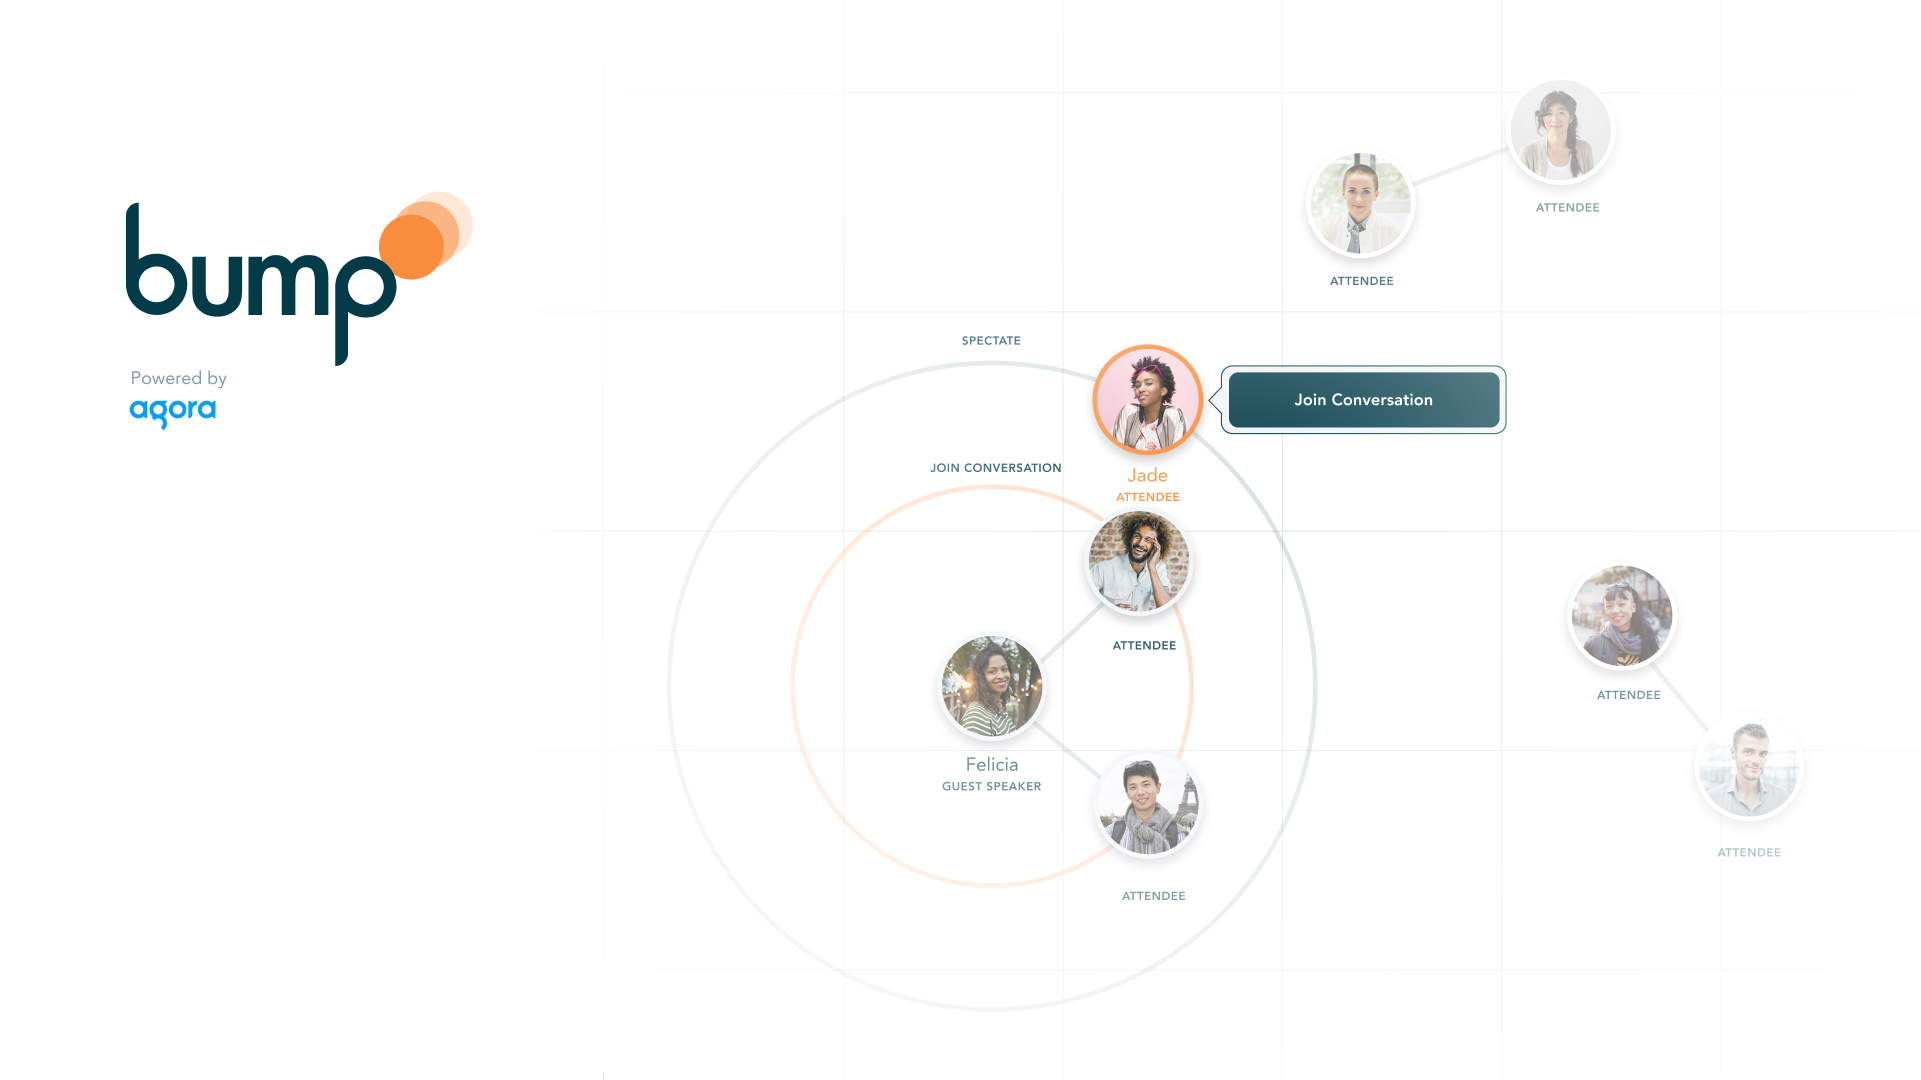 bump
Powered by
agora
ATTENDEE
ATTENDEE
SPECTATE
Join Conversation
JOIN CONVERSATION
Jade
ATTENDEE
ATTENDEE
ATTENDEE
Felicia
GUEST SPEAKER
ATTENDEE
ATTENDEE